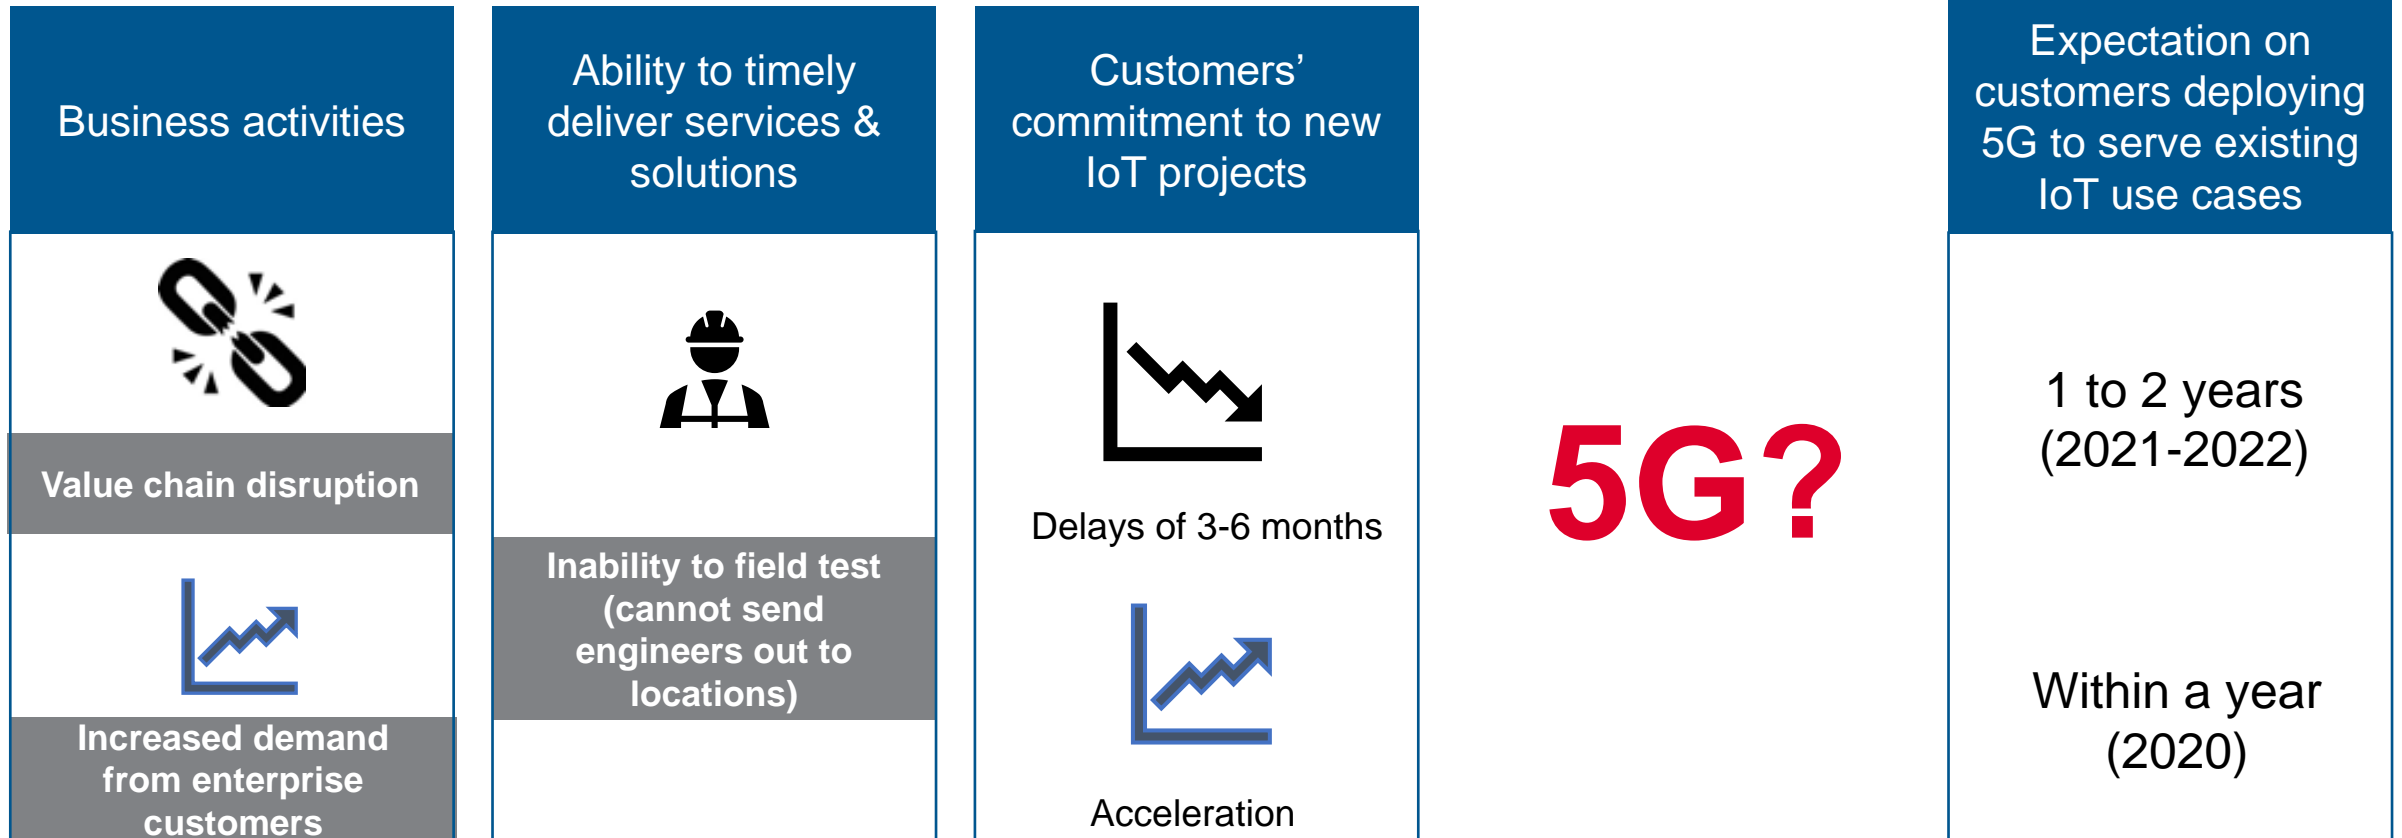 Business activities
Value chain disruption
Increased demand
from enterprise
customers
Ability to timely
deliver services &
solutions
Inability to field test
(cannot send
engineers out to
locations)
Customers’
commitment to new
IoT projects
Delays of 3-6 months
Acceleration
5G?
Expectation on
customers deploying
5G to serve existing
IoT use cases
1 to 2 years
(2021-2022)
Within a year
(2020)